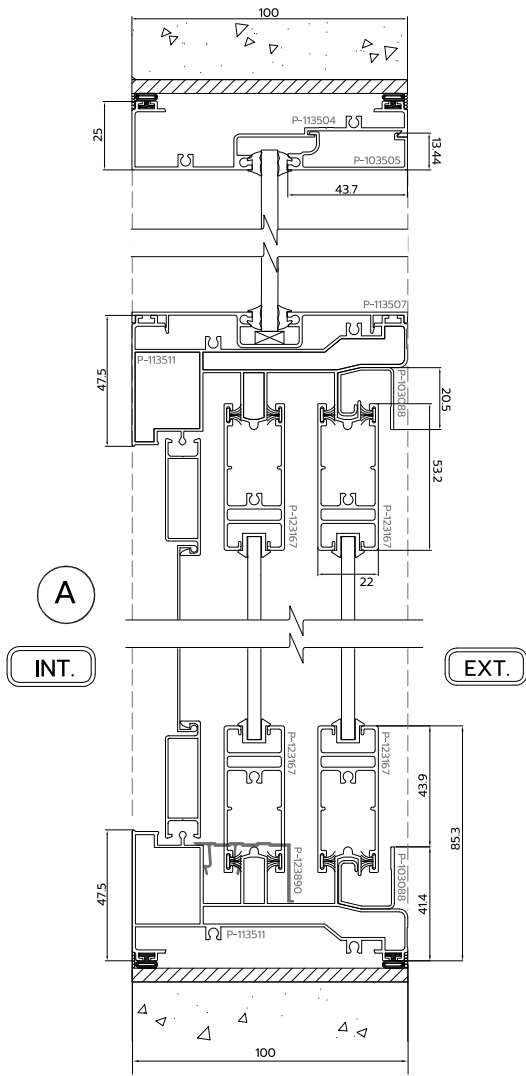 100
P-113504
25
P-103505
13.44
43.7
P-113507
47.5
P-113511
P-103088
20.5
53.2
P-123167
P-123167
22
A
INT.
EXT.
P-123167
P-123167
43.9
85.3
47.5
P-123890
P-103088
41.4
P-113511
100